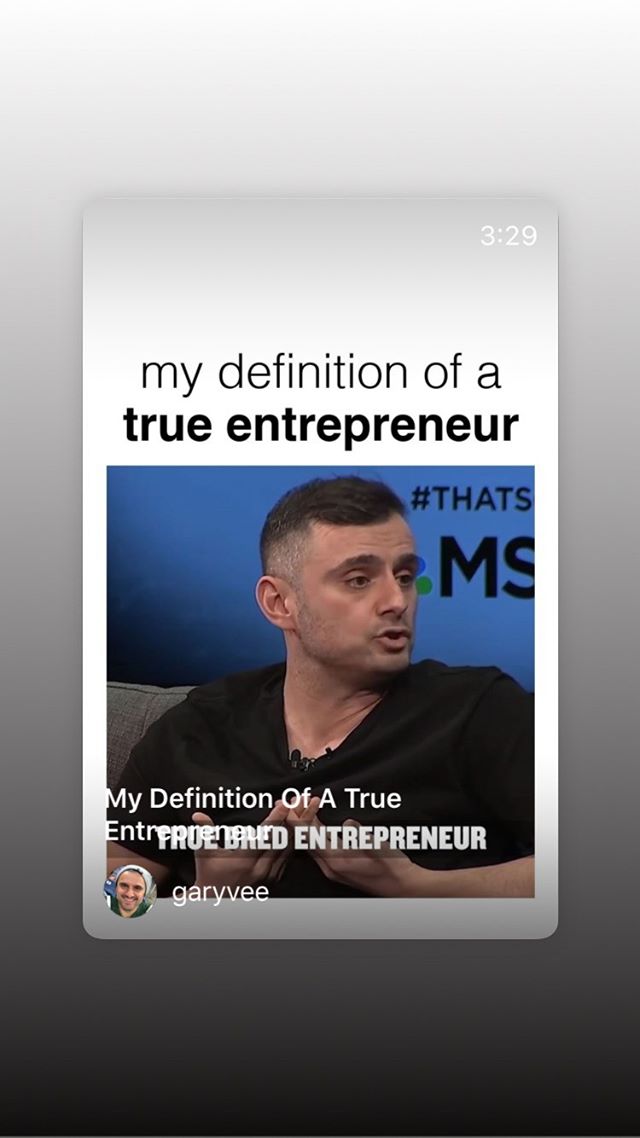 3:29
my definition of a
true entrepreneur
#THATS
MS
My Definition Of A True
Entrepreneur
TRUE BRED ENTREPRENEUR
garyvee